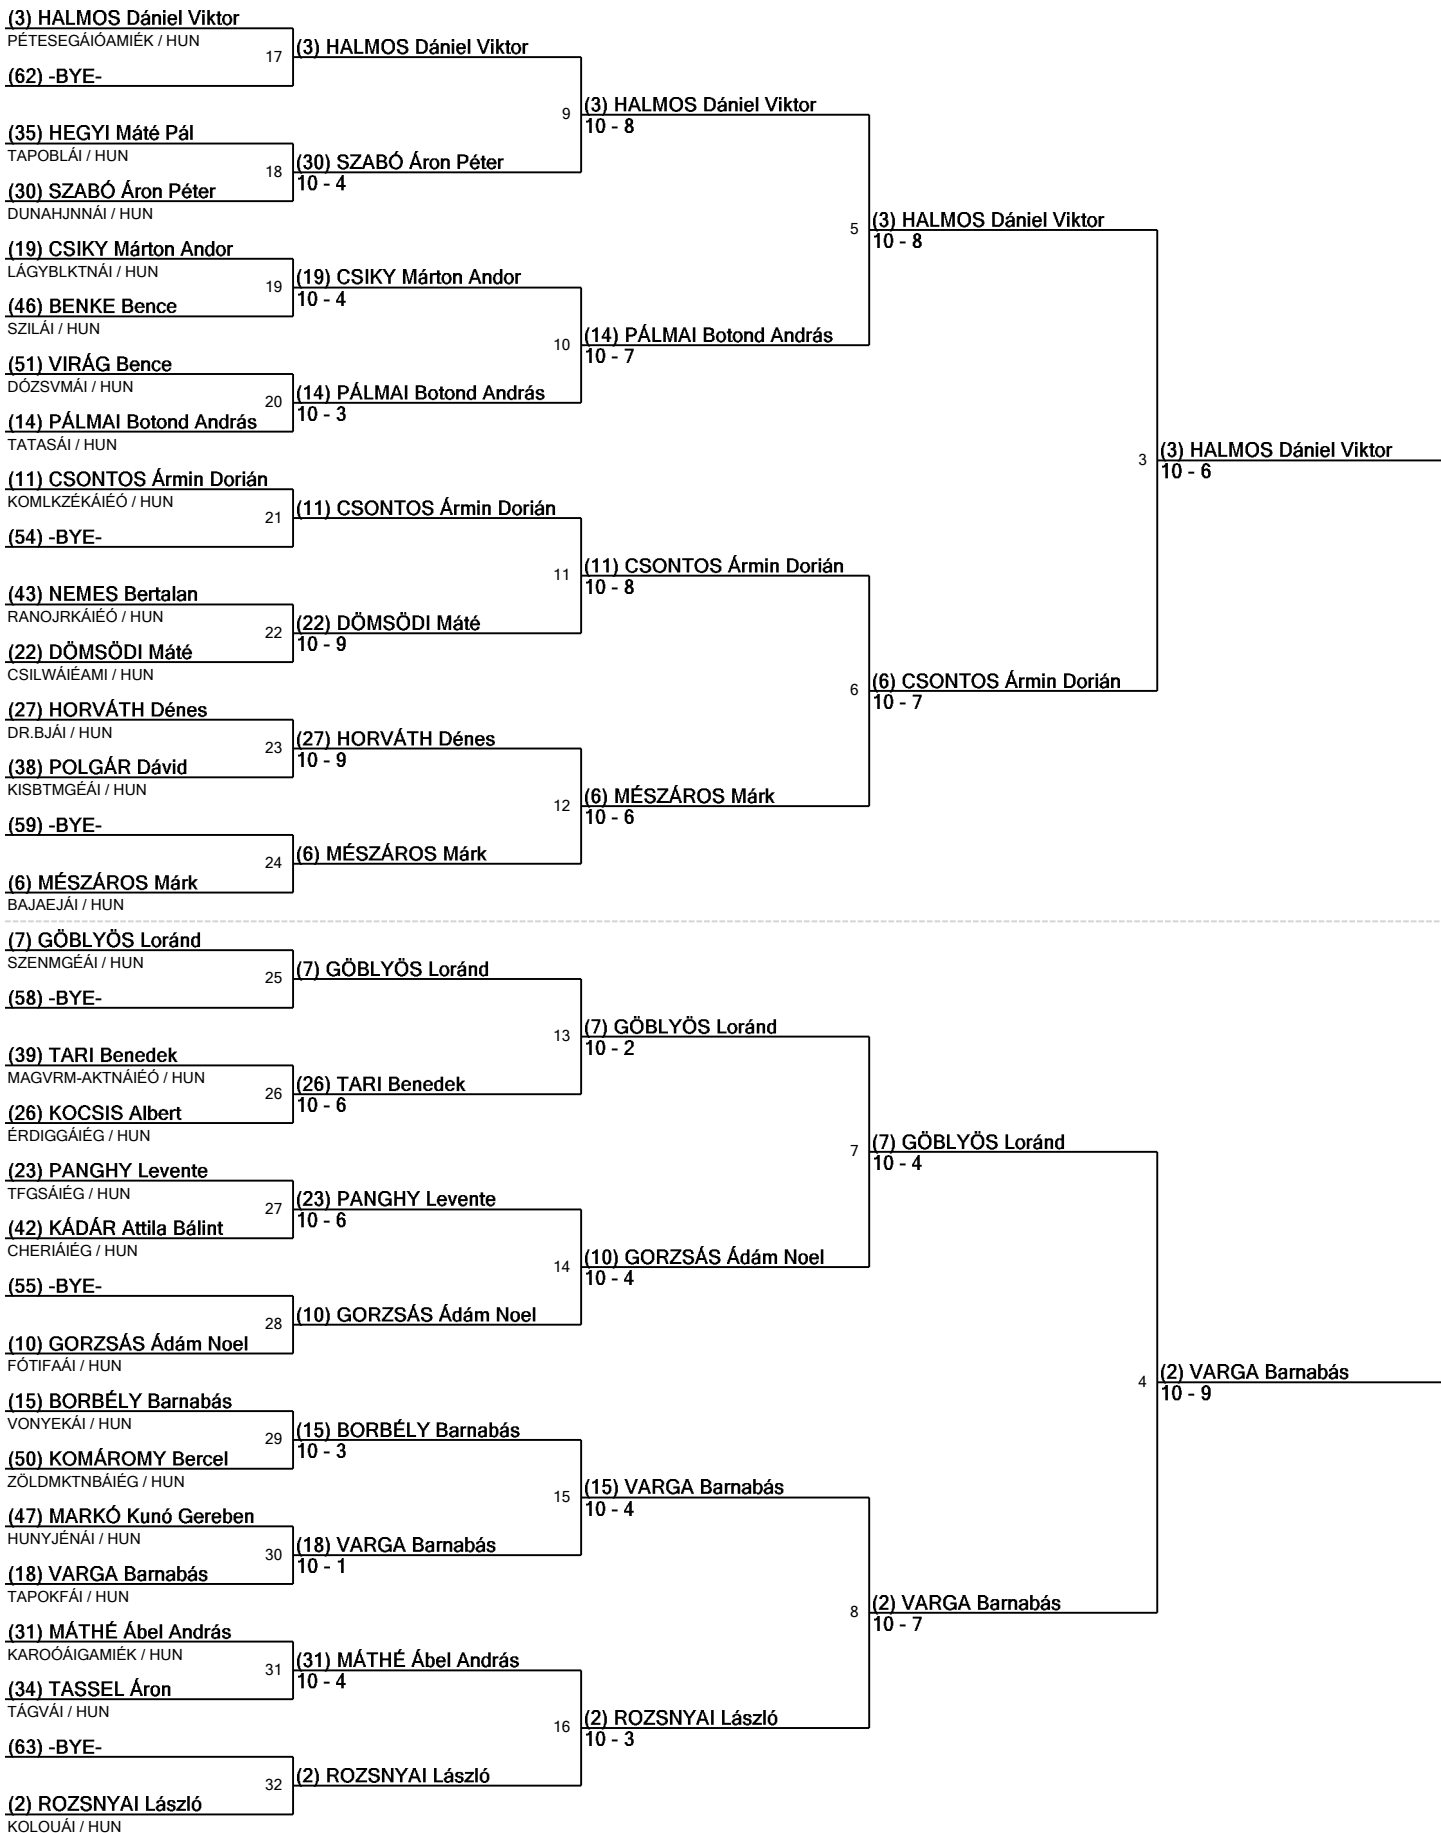 (3) HALMOS Dániel Viktor
PÉTESEGÁIÓAMIÉK / HUN
17
(3) HALMOS Dániel Viktor
(62) -BYE-
9
(3) HALMOS Dániel Viktor
10 - 8
(35) HEGYI Máté Pál
TAPOBLÁI / HUN
18
(30) SZABÓ Áron Péter
10 - 4
(30) SZABÓ Áron Péter
DUNAHJNNÁI / HUN
5
(3) HALMOS Dániel Viktor
10 - 8
(19) CSIKY Márton Andor
LÁGYBLKTNÁI / HUN
19
(19) CSIKY Márton Andor
10 - 4
(46) BENKE Bence
SZILÁI / HUN
10
(14) PÁLMAI Botond András
10 - 7
(51) VIRÁG Bence
DÓZSVMÁI / HUN
20
(14) PÁLMAI Botond András
10 - 3
(14) PÁLMAI Botond András
TATASÁI / HUN
3
(3) HALMOS Dániel Viktor
10 - 6
(11) CSONTOS Ármin Dorián
KOMLKZÉKÁIÉÓ / HUN
21
(11) CSONTOS Ármin Dorián
(54) -BYE-
11
(11) CSONTOS Ármin Dorián
10 - 8
(43) NEMES Bertalan
RANOJRKÁIÉÓ / HUN
22
(22) DÖMSÖDI Máté
10 - 9
(22) DÖMSÖDI Máté
CSILWÁIÉAMI / HUN
6
(6) CSONTOS Ármin Dorián
10 - 7
(27) HORVÁTH Dénes
DR.BJÁI / HUN
23
(27) HORVÁTH Dénes
10 - 9
(38) POLGÁR Dávid
KISBTMGÉÁI / HUN
12
(6) MÉSZÁROS Márk
10 - 6
(59) -BYE-
24
(6) MÉSZÁROS Márk
(6) MÉSZÁROS Márk
BAJAEJÁI / HUN
(7) GÖBLYÖS Loránd
SZENMGÉÁI / HUN
25
(7) GÖBLYÖS Loránd
(58) -BYE-
13
(7) GÖBLYÖS Loránd
10 - 2
(39) TARI Benedek
MAGVRM-AKTNÁIÉÓ / HUN
26
(26) TARI Benedek
10 - 6
(26) KOCSIS Albert
ÉRDIGGÁIÉG / HUN
7
(7) GÖBLYÖS Loránd
10 - 4
(23) PANGHY Levente
TFGSÁIÉG / HUN
27
(23) PANGHY Levente
10 - 6
(42) KÁDÁR Attila Bálint
CHERIÁIÉG / HUN
14
(10) GORZSÁS Ádám Noel
10 - 4
(55) -BYE-
28
(10) GORZSÁS Ádám Noel
(10) GORZSÁS Ádám Noel
FÓTIFAÁI / HUN
4
(2) VARGA Barnabás
10 - 9
(15) BORBÉLY Barnabás
VONYEKÁI / HUN
29
(15) BORBÉLY Barnabás
10 - 3
(50) KOMÁROMY Bercel
ZÖLDMKTNBÁIÉG / HUN
15
(15) VARGA Barnabás
10 - 4
(47) MARKÓ Kunó Gereben
HUNYJÉNÁI / HUN
30
(18) VARGA Barnabás
10 - 1
(18) VARGA Barnabás
TAPOKFÁI / HUN
8
(2) VARGA Barnabás
10 - 7
(31) MÁTHÉ Ábel András
KAROÓÁIGAMIÉK / HUN
31
(31) MÁTHÉ Ábel András
10 - 4
(34) TASSEL Áron
TÁGVÁI / HUN
16
(2) ROZSNYAI László
10 - 3
(63) -BYE-
32
(2) ROZSNYAI László
(2) ROZSNYAI László
KOLOUÁI / HUN